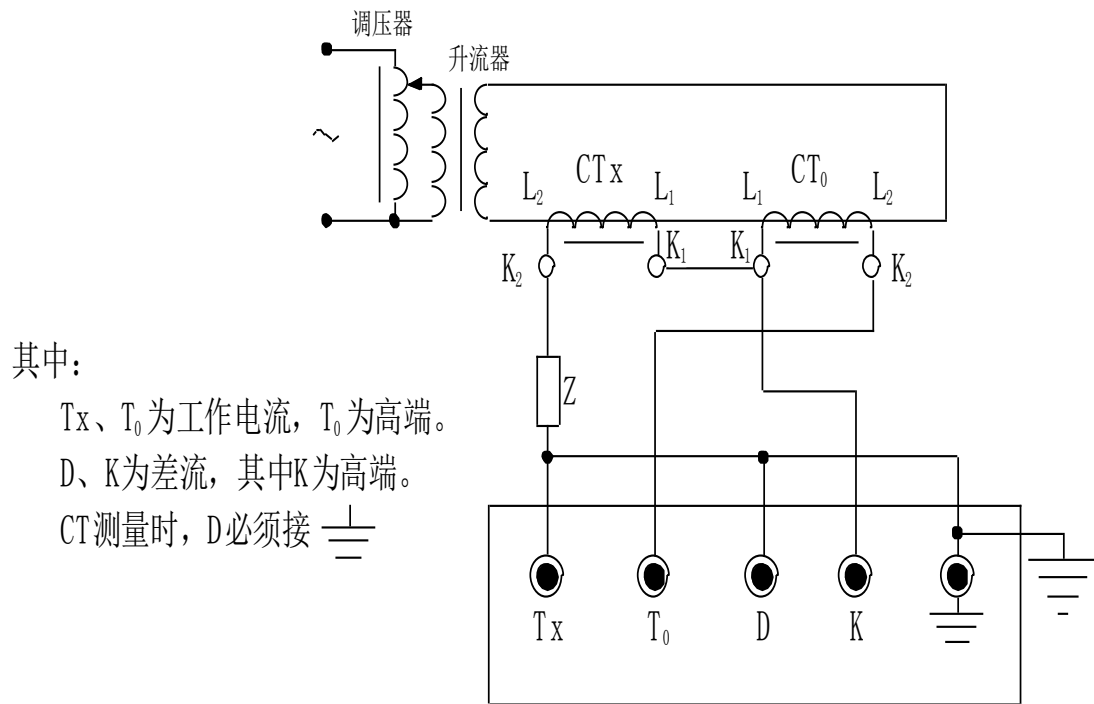 调压器
升流器
~
CTx
CT₀
L₂
L₁
L₁
L₂
K₂
K₁
K₁
K₂
Z
其中：
Tx、T₀为工作电流，T₀为高端。
D、K为差流，其中K为高端。
CT测量时，D必须接
Tx
T₀
D
K